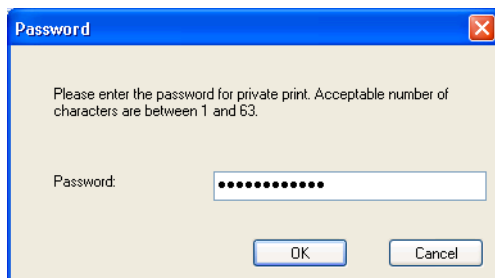 Password
Please enter the password for private print. Acceptable number of
characters are between 1 and 63.
Password: ●●●●●●●●●●●●
OK Cancel